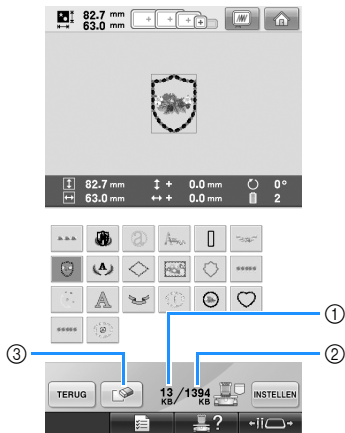 82.7 mm
63.0 mm
82.7 mm + 0.0 mm 0°
63.0 mm + 0.0 mm 2
① ② ③
TERUG 13 KB / 1394 KB INSTELLEN
?